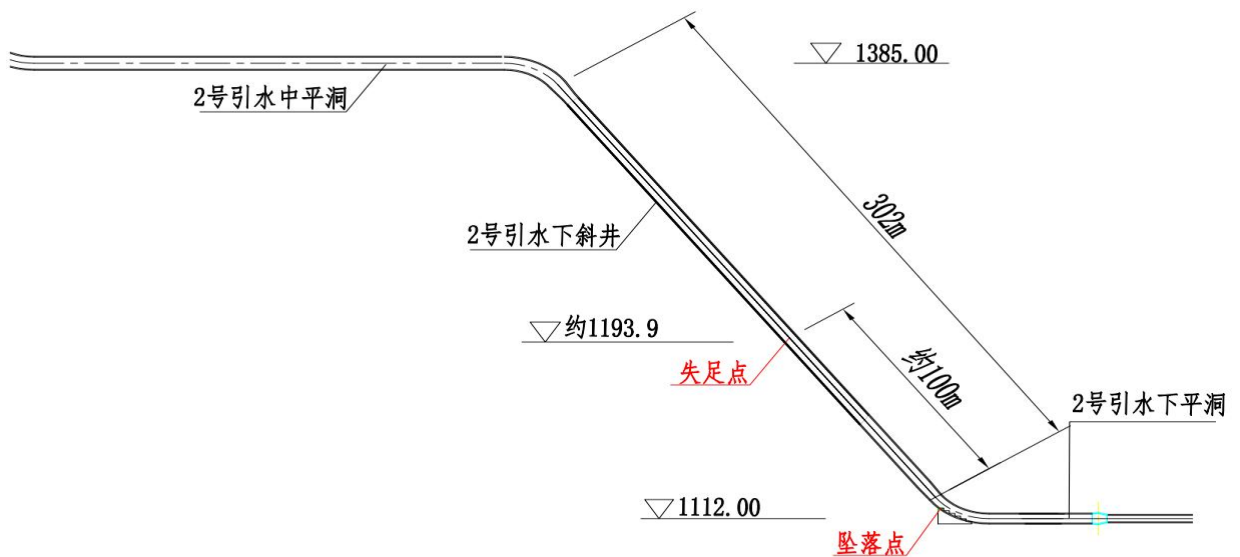 1385.00
2号引水中平洞
302m
2号引水下斜井
约1193.9
失足点
约100m
2号引水下平洞
1112.00
坠落点